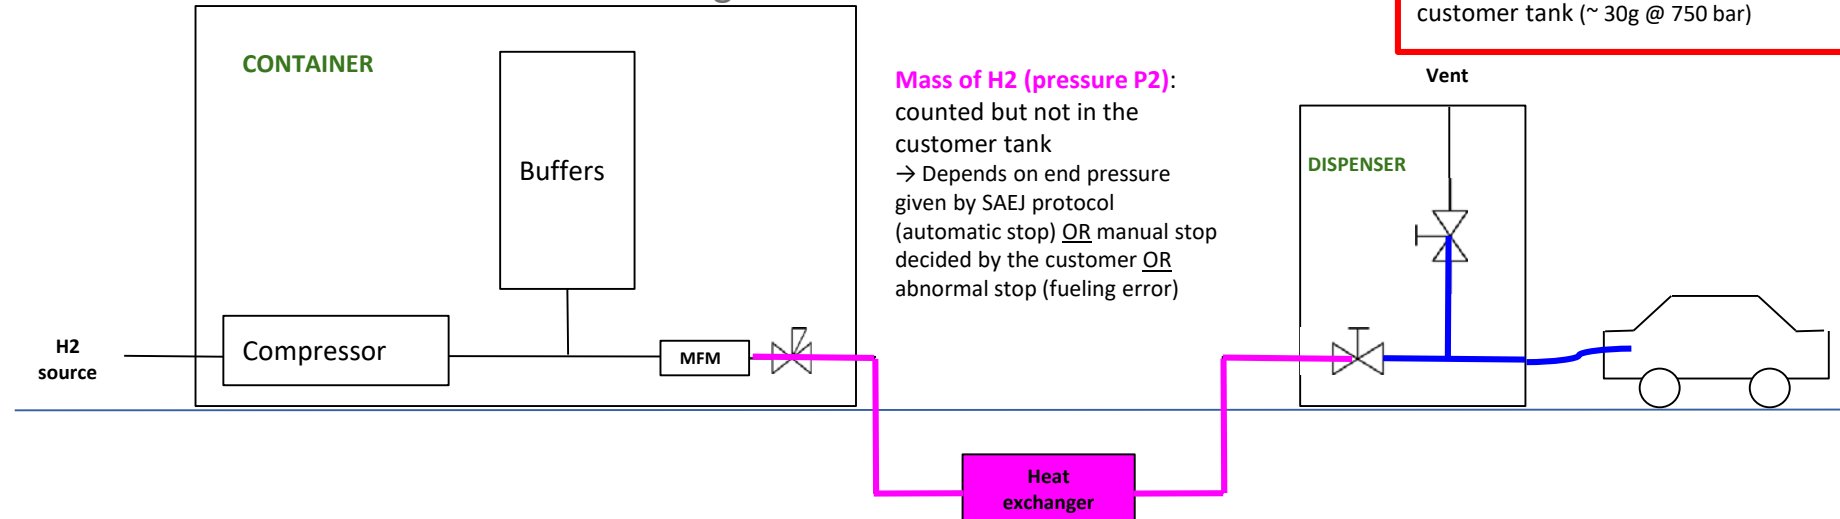 customer tank (~ 30g @ 750 bar)
CONTAINER
Buffers
Compressor
MFM
H2
source
Mass of H2 (pressure P2):
counted but not in the
customer tank
→ Depends on end pressure
given by SAEJ protocol
(automatic stop) OR manual stop
decided by the customer OR
abnormal stop (fueling error)
Vent
DISPENSER
Heat
exchanger